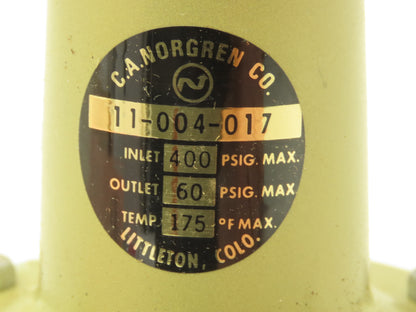 C.A.NORGREN CO.
11-004-017
INLET 400 PSIG. MAX.
OUTLET 60 PSIG. MAX.
TEMP. 175 °F MAX.
LITTLETON, COLO.